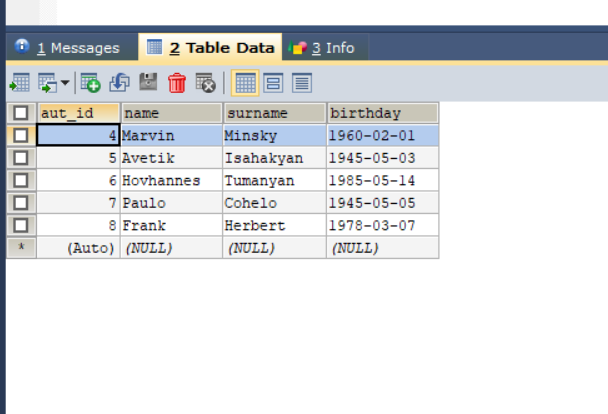 1 Messages 2 Table Data 3 Info
aut_id name surname birthday
4 Marvin Minsky 1960-02-01
5 Avetik Isahakyan 1945-05-03
6 Hovhannes Tumanyan 1985-05-14
7 Paulo Cohelo 1945-05-05
8 Frank Herbert 1978-03-07
* (Auto) (NULL) (NULL) (NULL)